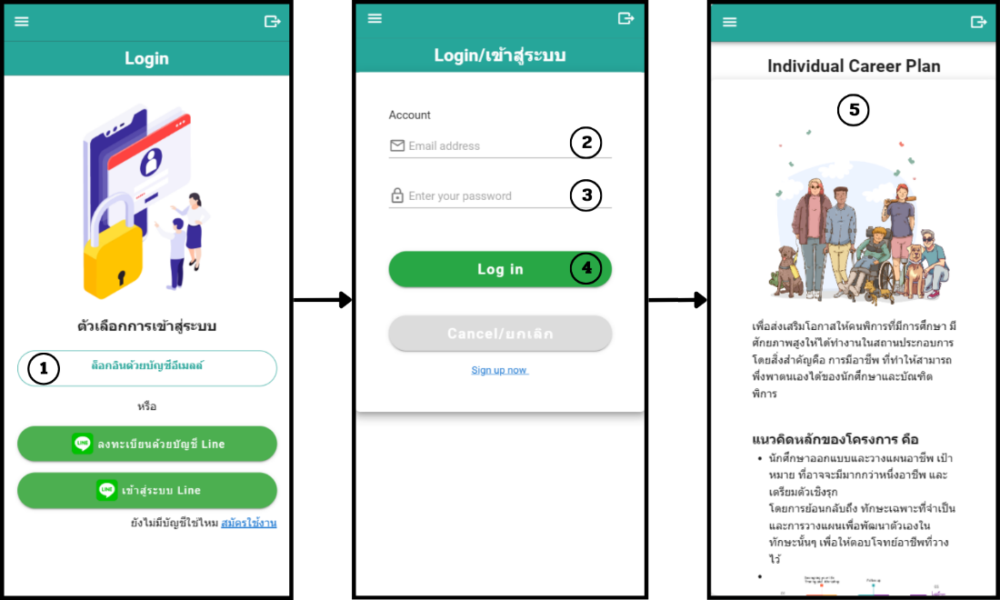 Login
ตัวเลือกการเข้าสู่ระบบ
1
ล็อกอินด้วยบัญชีอีเมลล์
หรือ
LINE
ลงทะเบียนด้วยบัญชี Line
LINE
เข้าสู่ระบบ Line
ยังไม่มีบัญชีใช่ไหม สมัครใช้งาน
Login/เข้าสู่ระบบ
Account
Email address
2
Enter your password
3
Log in
4
Cancel/ยกเลิก
Sign up now
Individual Career Plan
5
เพื่อส่งเสริมโอกาสให้คนพิการที่มีการศึกษา มี
ศักยภาพสูงให้ได้ทำงานในสถานประกอบการ
โดยสิ่งสำคัญคือ การมีอาชีพ ที่ทำให้สามารถ
พึ่งพาตนเองได้ของนักศึกษาและบัณฑิต
พิการ
แนวคิดหลักของโครงการ คือ
• นักศึกษาออกแบบและวางแผนอาชีพ เป้า
หมาย ที่อาจจะมีมากกว่าหนึ่งอาชีพ และ
เตรียมตัวเชิงรุก
โดยการย้อนกลับถึง ทักษะเฉพาะที่จำเป็น
และการวางแผนเพื่อพัฒนาตัวเองใน
ทักษะนั้นๆ เพื่อให้ตอบโจทย์อาชีพที่วาง
ไว้
•
Follow up